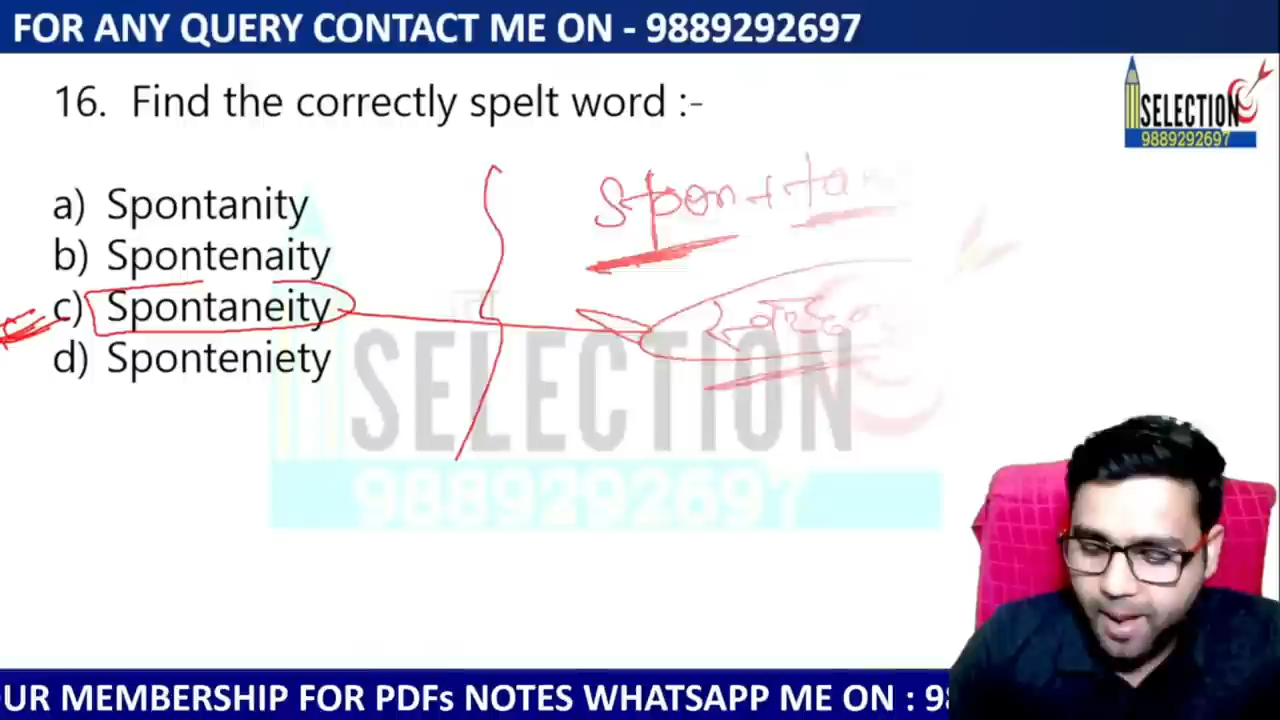 FOR ANY QUERY CONTACT ME ON - 9889292697
SELECTION
9889292697
16. Find the correctly spelt word :-
a) Spontanity
b) Spontenaity
c) Spontaneity
d) Sponteniety
SELECTION
9889292697
OUR MEMBERSHIP FOR PDFs NOTES WHATSAPP ME ON : 98